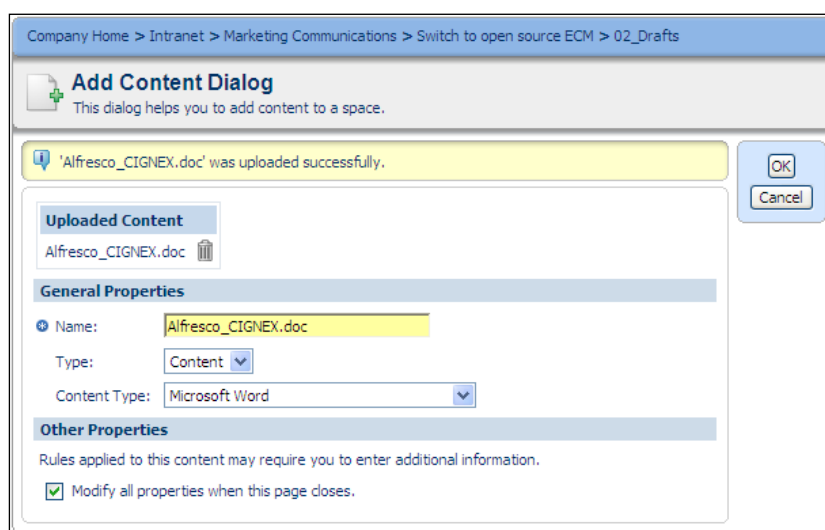 Company Home > Intranet > Marketing Communications > Switch to open source ECM > 02_Drafts
Add Content Dialog
This dialog helps you to add content to a space.
'Alfresco_CIGNEX.doc' was uploaded successfully.
OK
Cancel
Uploaded Content
Alfresco_CIGNEX.doc
General Properties
Name: Alfresco_CIGNEX.doc
Type: Content
Content Type: Microsoft Word
Other Properties
Rules applied to this content may require you to enter additional information.
Modify all properties when this page closes.